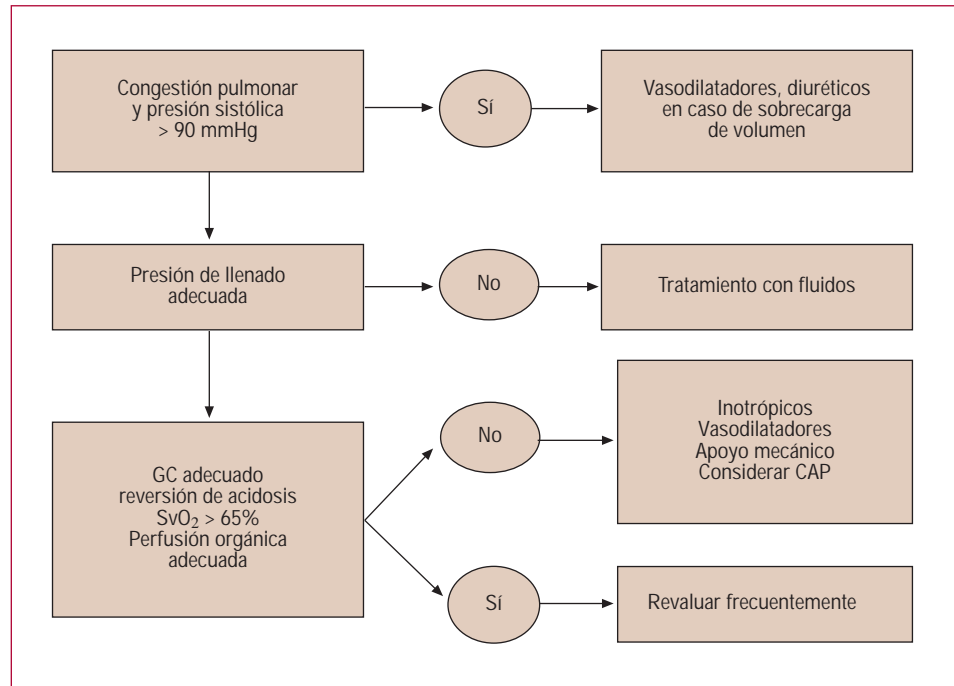 Congestión pulmonar
y presión sistólica
> 90 mmHg
Sí
Vasodilatadores, diuréticos
en caso de sobrecarga
de volumen
Presión de llenado
adecuada
No
Tratamiento con fluidos
GC adecuado
reversión de acidosis
SvO₂ > 65%
Perfusión orgánica
adecuada
No
Inotrópicos
Vasodilatadores
Apoyo mecánico
Considerar CAP
Sí
Revaluar frecuentemente